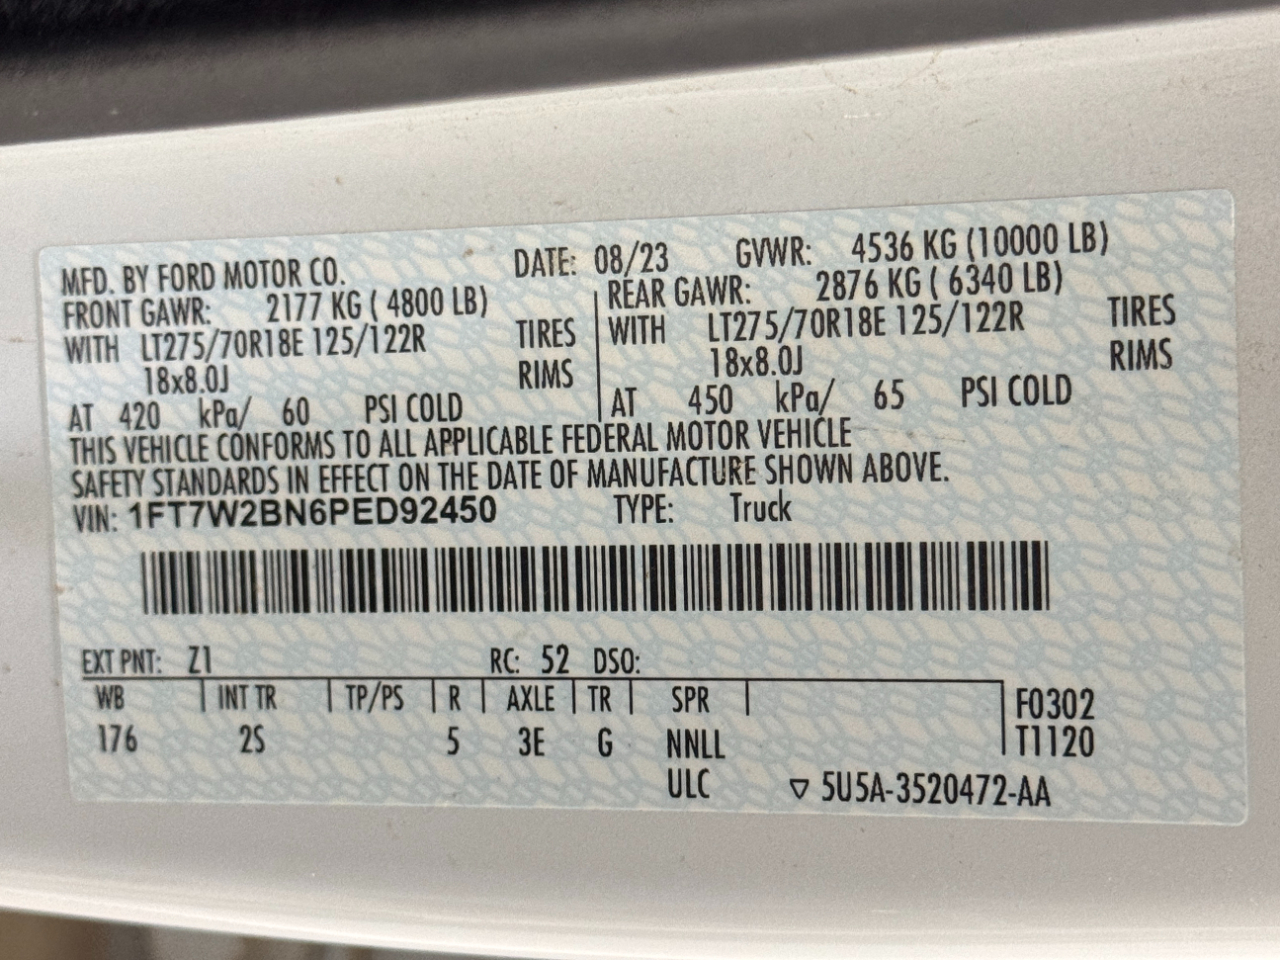 MFD. BY FORD MOTOR CO. DATE: 08/23 GVWR: 4536 KG (10000 LB)
FRONT GAWR: 2177 KG ( 4800 LB) REAR GAWR: 2876 KG ( 6340 LB)
WITH LT275/70R18E 125/122R TIRES WITH LT275/70R18E 125/122R TIRES
18x8.0J RIMS 18x8.0J RIMS
AT 420 kPa/ 60 PSI COLD AT 450 kPa/ 65 PSI COLD
THIS VEHICLE CONFORMS TO ALL APPLICABLE FEDERAL MOTOR VEHICLE
SAFETY STANDARDS IN EFFECT ON THE DATE OF MANUFACTURE SHOWN ABOVE.
VIN: 1FT7W2BN6PED92450 TYPE: Truck
EXT PNT: Z1 RC: 52 DSO:
WB INT TR TP/PS R AXLE TR SPR F0302
176 2S 5 3E G NNLL T1120
ULC ▽ 5U5A-3520472-AA